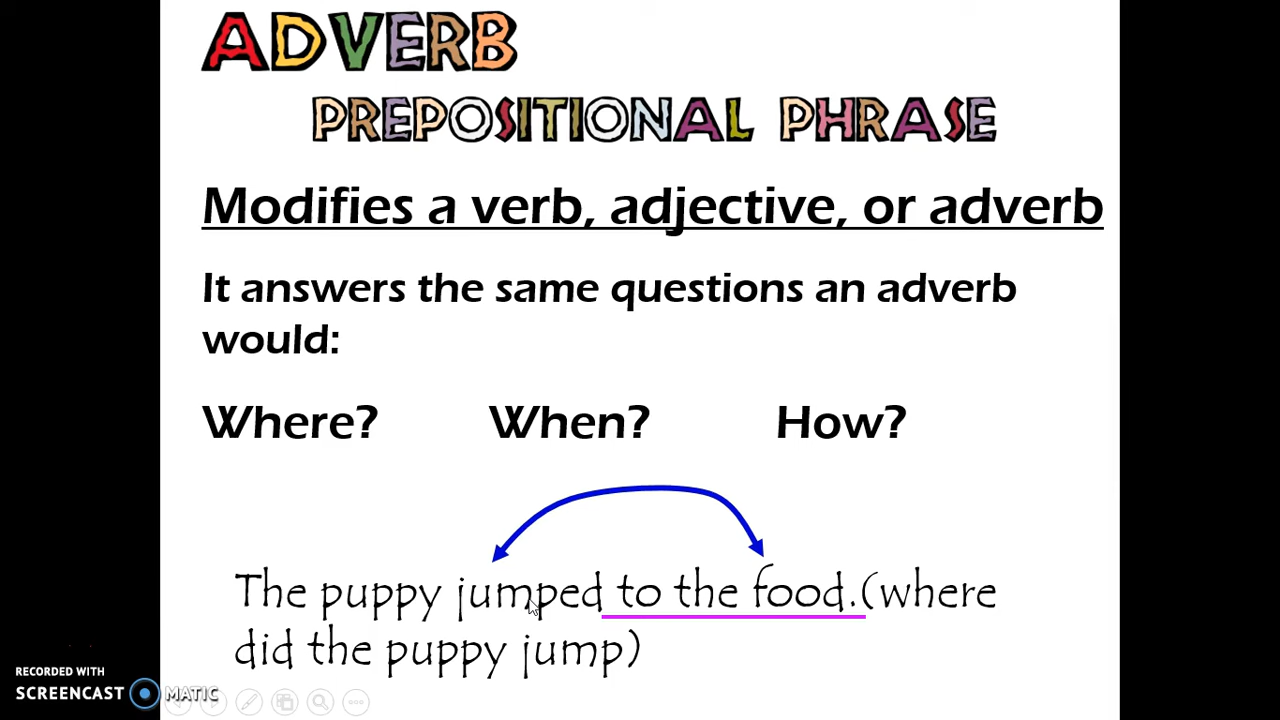 ADVERB
PREPOSITIONAL PHRASE
Modifies a verb, adjective, or adverb
It answers the same questions an adverb
would:
Where? When? How?
The puppy jumped to the food.(where
did the puppy jump)
RECORDED WITH
SCREENCAST MATIC